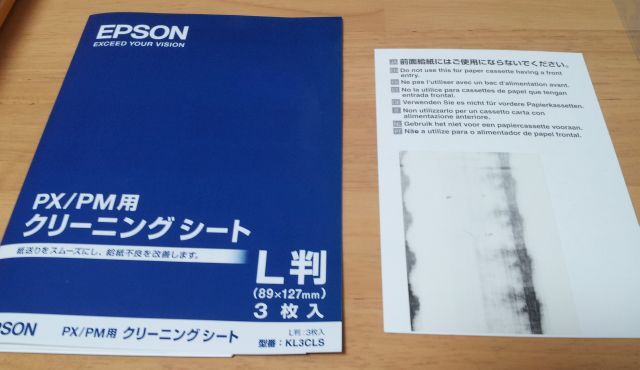 EPSON
EXCEED YOUR VISION
PX/PM用
クリーニングシート
紙送りをスムーズにし、給紙不良を改善します。
L判
(89×127mm)
3枚入
PSON PX/PM用 クリーニングシート
L判:3枚入
型番: KL3CLS
前面給紙にはご使用にならないでください。
Do not use this for paper cassette having a front
entry.
Ne pas l'utiliser avec un bac d'alimentation avant.
No la utilice para cassettes de papel que tengan
entrada frontal.
Verwenden Sie es nicht für vordere Papierkassetten.
Non utilizzarlo per un cassetto carta con
alimentazione anteriore.
Gebruik het niet voor een papiercassette vooraan.
Não a utilize para o alimentador de papel frontal.